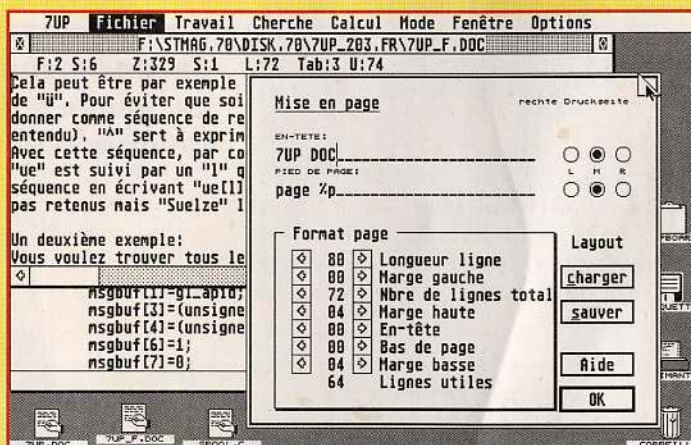 7UP Fichier Travail Cherche Calcul Mode Fenêtre Options
F:\STMAG.70\DISK.70\7UP_203.FR\7UP_F.DOC
F:2 S:6 Z:329 S:1 L:72 Tab:3 U:74
Cela peut être par exemple
de "ü". Pour éviter que soi
donner comme séquence de re
entendu). "^" sert à exprim
Avec cette séquence, par co
"ue" est suivi par un "l" q
séquence en écrivant "ue[l]
pas retenus mais "Suelze" l
Un deuxième exemple:
Vous voulez trouver tous le
msgbuf[1]=gl_apid;
msgbuf[3]=(unsigne
msgbuf[4]=(unsigne
msgbuf[6]=1;
msgbuf[7]=0;
Mise en page
rechte Druckseite
EN-TETE:
7UP DOC
L M R
PIED DE PAGE:
page %p
Format page
80 Longueur ligne
00 Marge gauche
72 Nbre de lignes total
04 Marge haute
00 En-tête
00 Bas de page
04 Marge basse
64 Lignes utiles
Layout
charger
sauver
Aide
OK
7UP.DOC
7UP_F.DOC